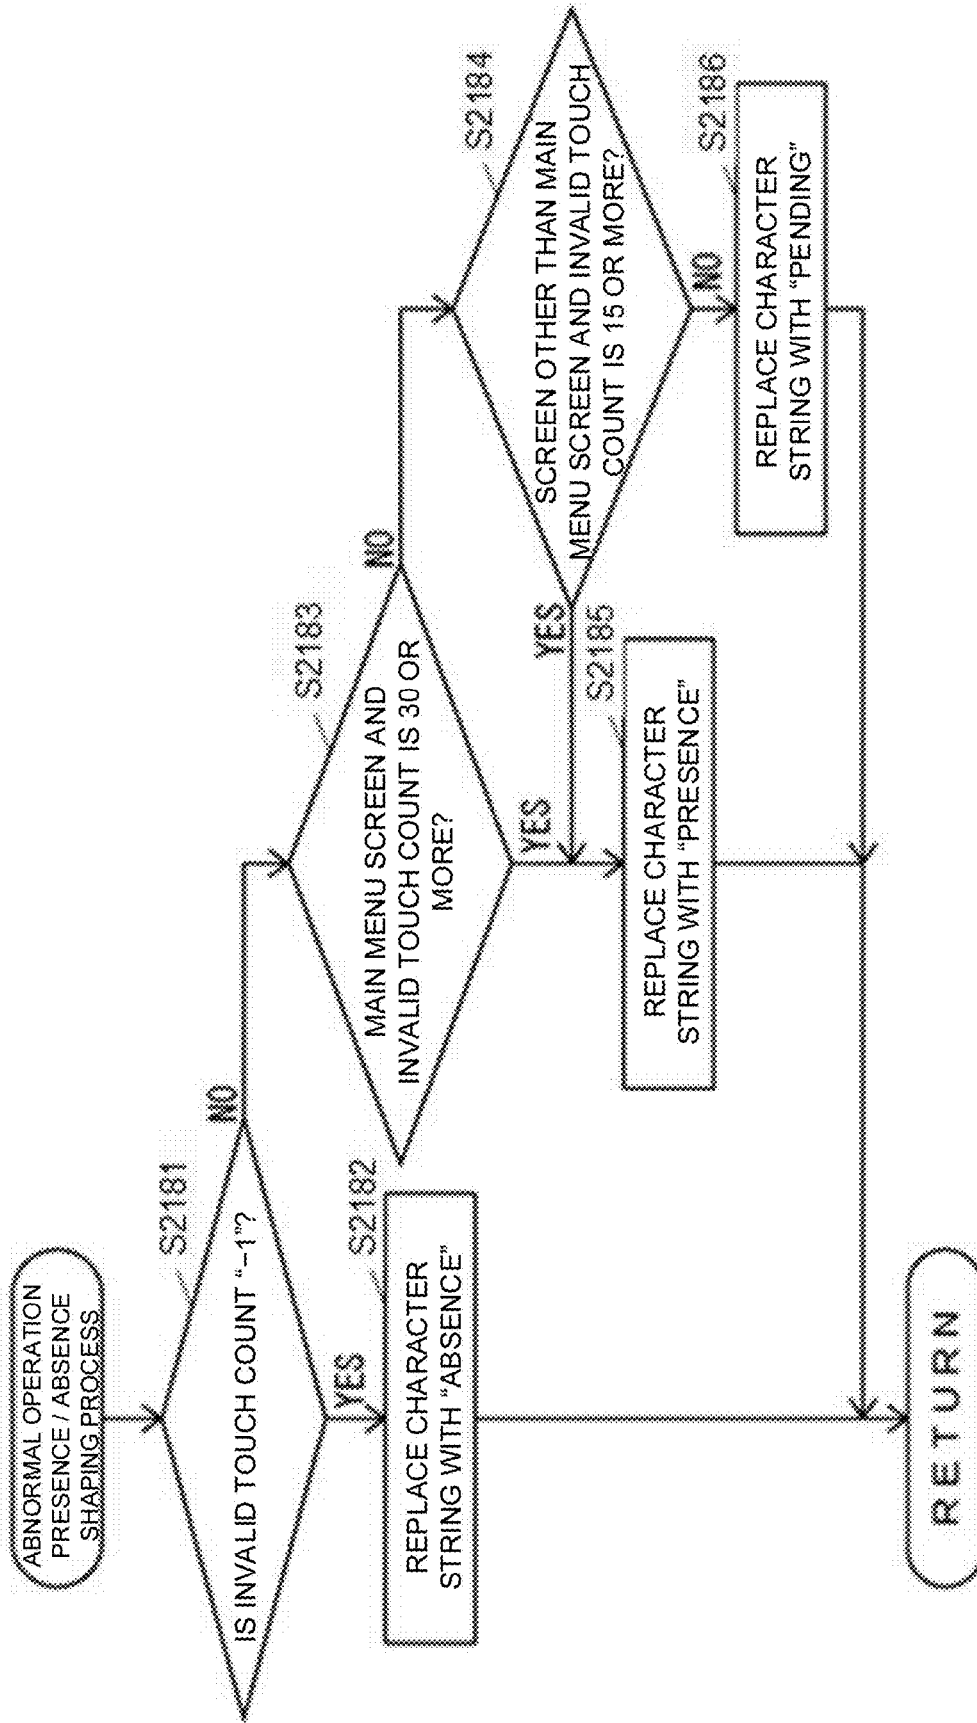 ABNORMAL OPERATION
PRESENCE / ABSENCE
SHAPING PROCESS
S2181
IS INVALID TOUCH COUNT “−1”?
NO
YES
S2182
REPLACE CHARACTER
STRING WITH “ABSENCE”
S2183
MAIN MENU SCREEN AND
INVALID TOUCH COUNT IS 30 OR
MORE?
NO
YES
S2184
SCREEN OTHER THAN MAIN
MENU SCREEN AND INVALID TOUCH
COUNT IS 15 OR MORE?
YES
NO
S2185
REPLACE CHARACTER
STRING WITH “PRESENCE”
S2186
REPLACE CHARACTER
STRING WITH “PENDING”
RETURN